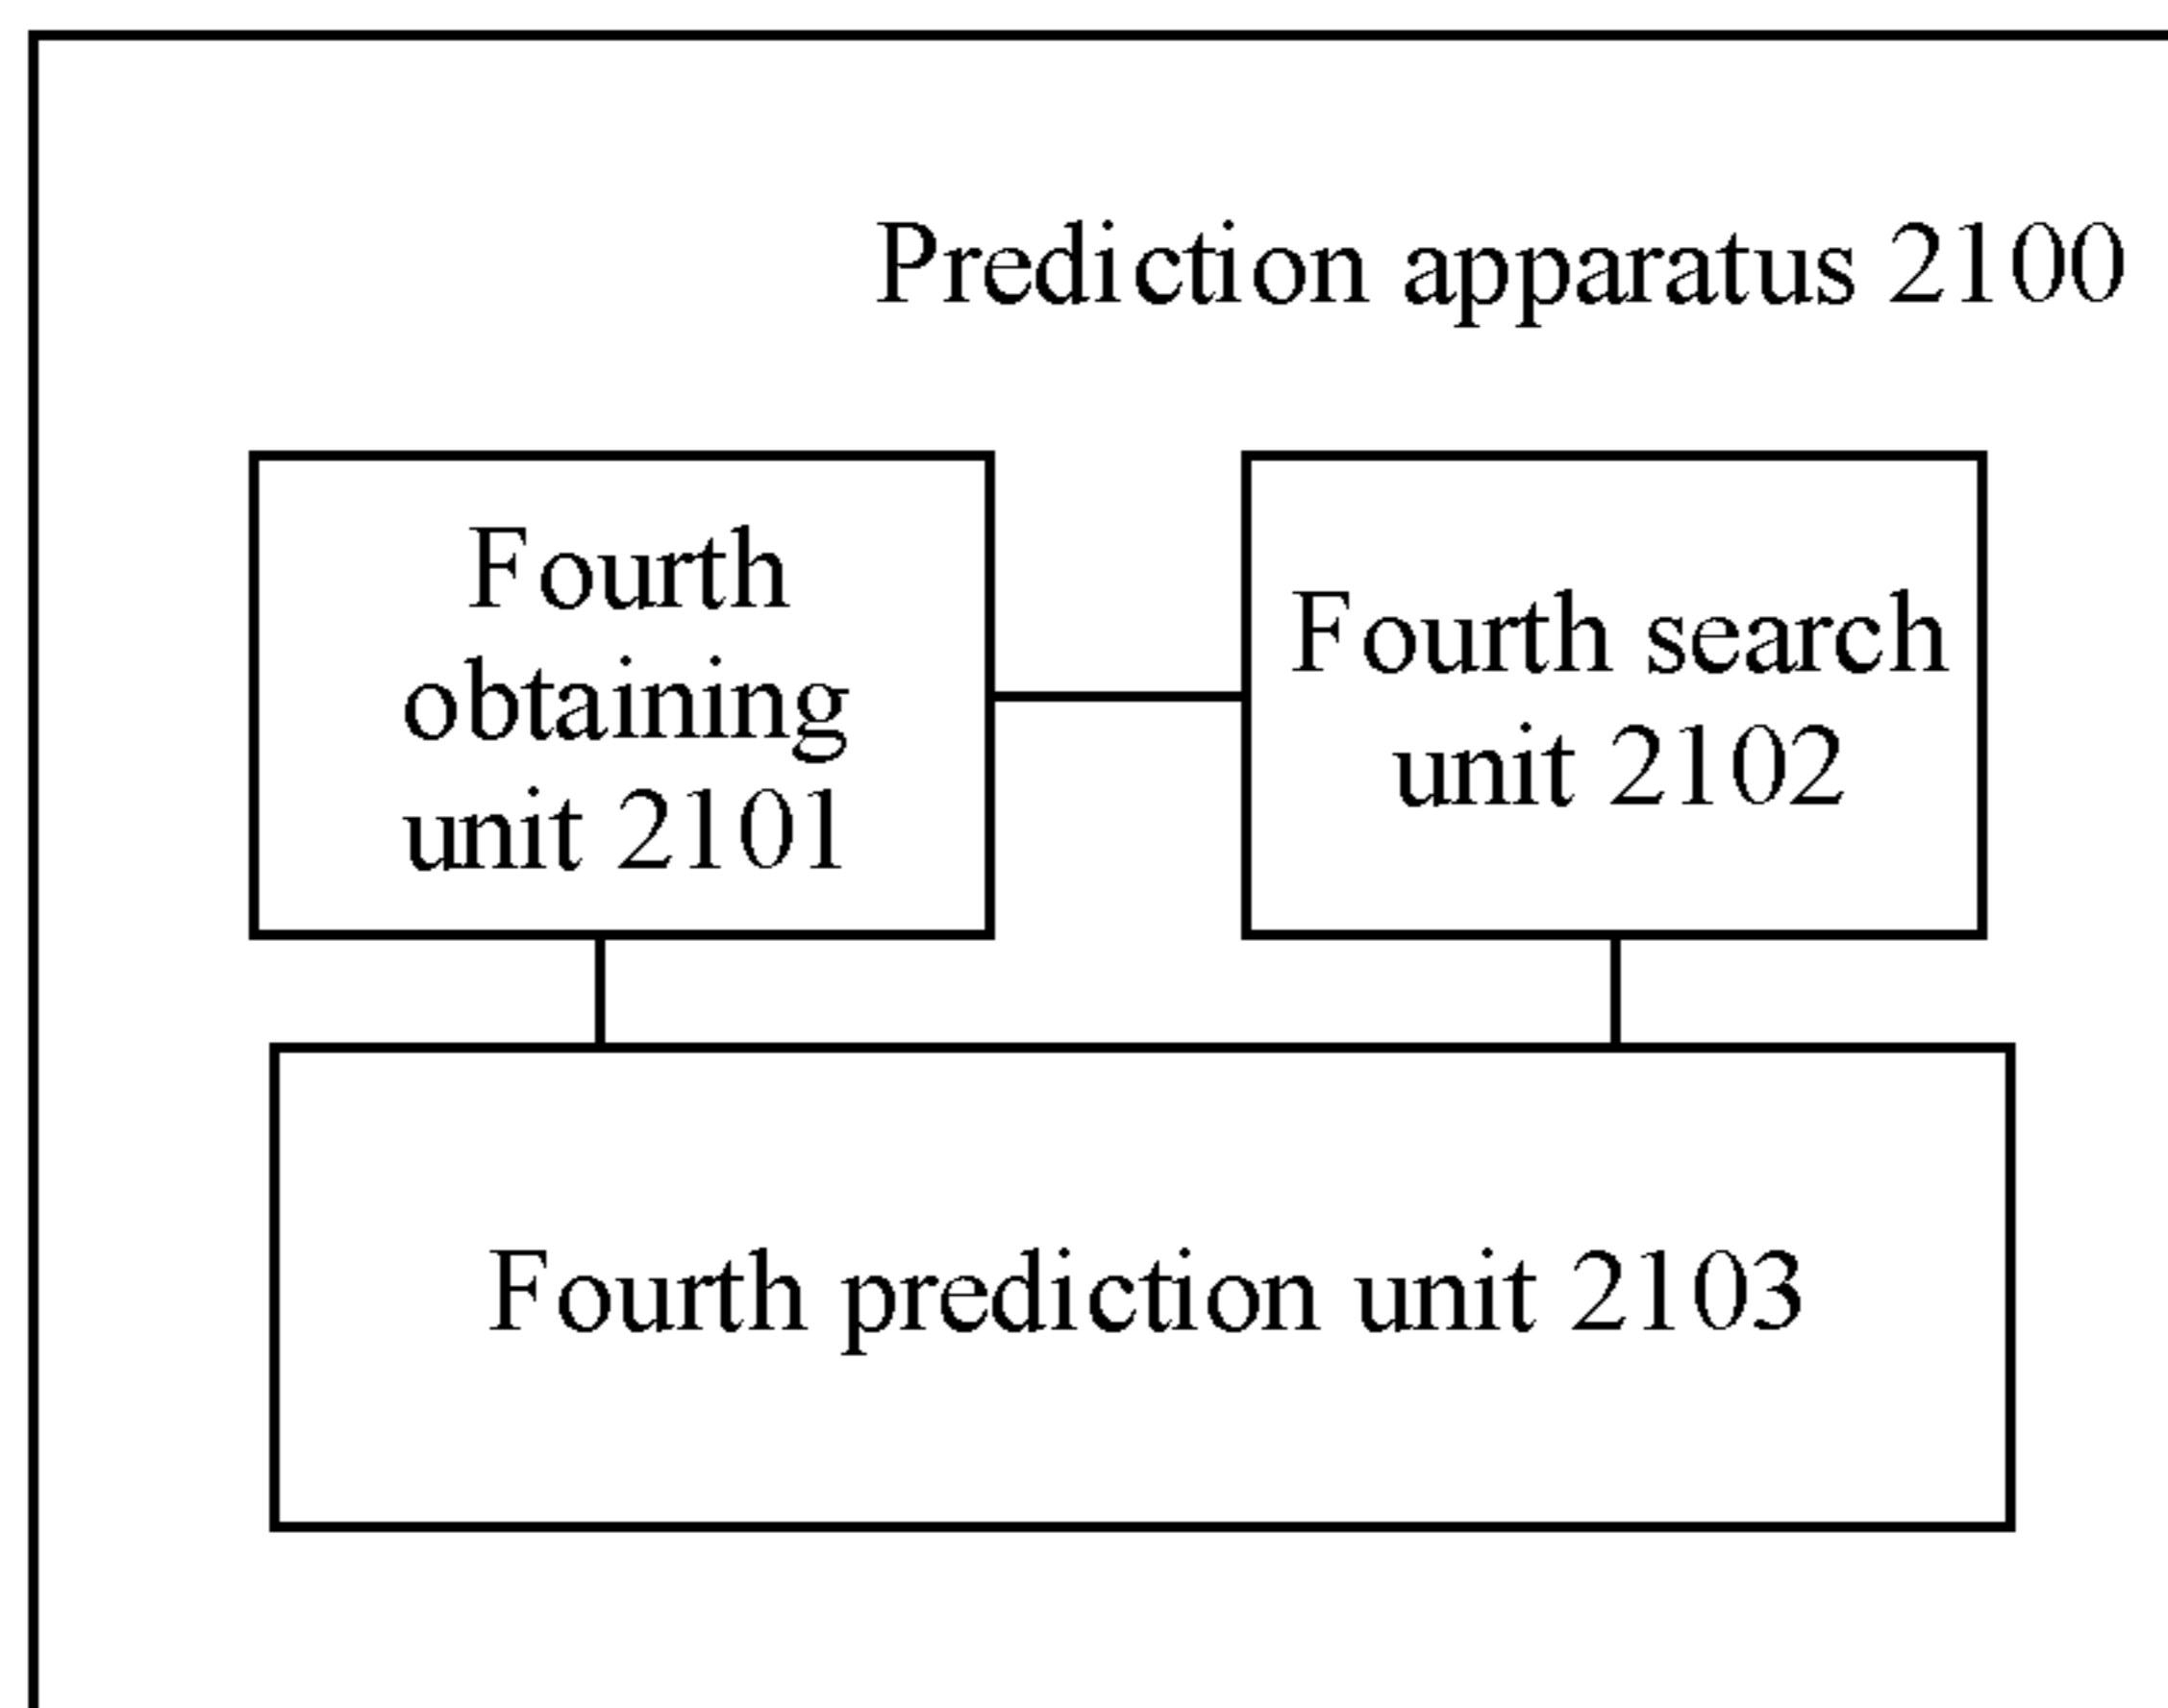 Prediction apparatus 2100
Fourth
obtaining
unit 2101
Fourth search
unit 2102
Fourth prediction unit 2103